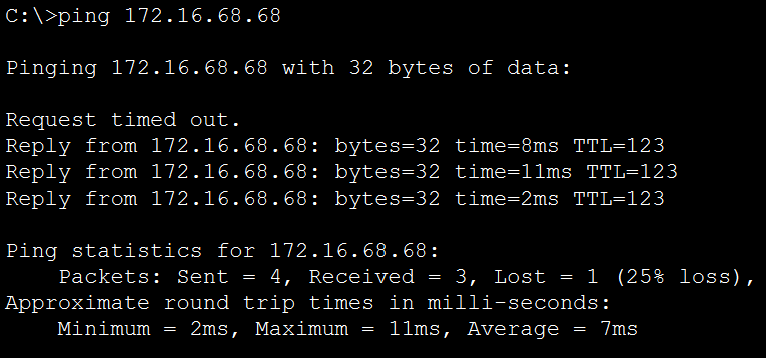 C:\>ping 172.16.68.68
Pinging 172.16.68.68 with 32 bytes of data:
Request timed out.
Reply from 172.16.68.68: bytes=32 time=8ms TTL=123
Reply from 172.16.68.68: bytes=32 time=11ms TTL=123
Reply from 172.16.68.68: bytes=32 time=2ms TTL=123
Ping statistics for 172.16.68.68:
    Packets: Sent = 4, Received = 3, Lost = 1 (25% loss),
Approximate round trip times in milli-seconds:
    Minimum = 2ms, Maximum = 11ms, Average = 7ms